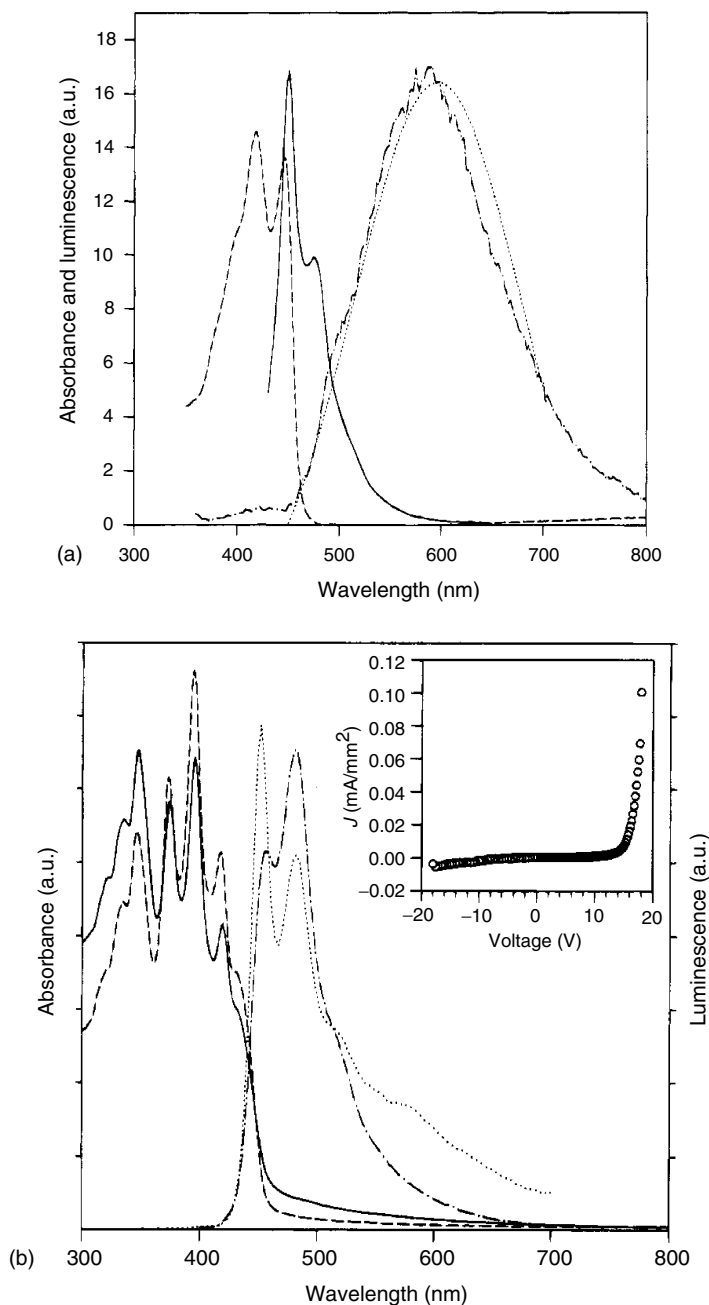 Absorbance and luminescence (a.u.)
18
16
14
12
10
8
6
4
2
0
300 400 500 600 700 800
(a)
Wavelength (nm)
Absorbance (a.u.)
Luminescence (a.u.)
J (mA/mm²)
0.12
0.10
0.08
0.06
0.04
0.02
0.00
−0.02
−20 −10 0 10 20
Voltage (V)
300 400 500 600 700 800
(b)
Wavelength (nm)